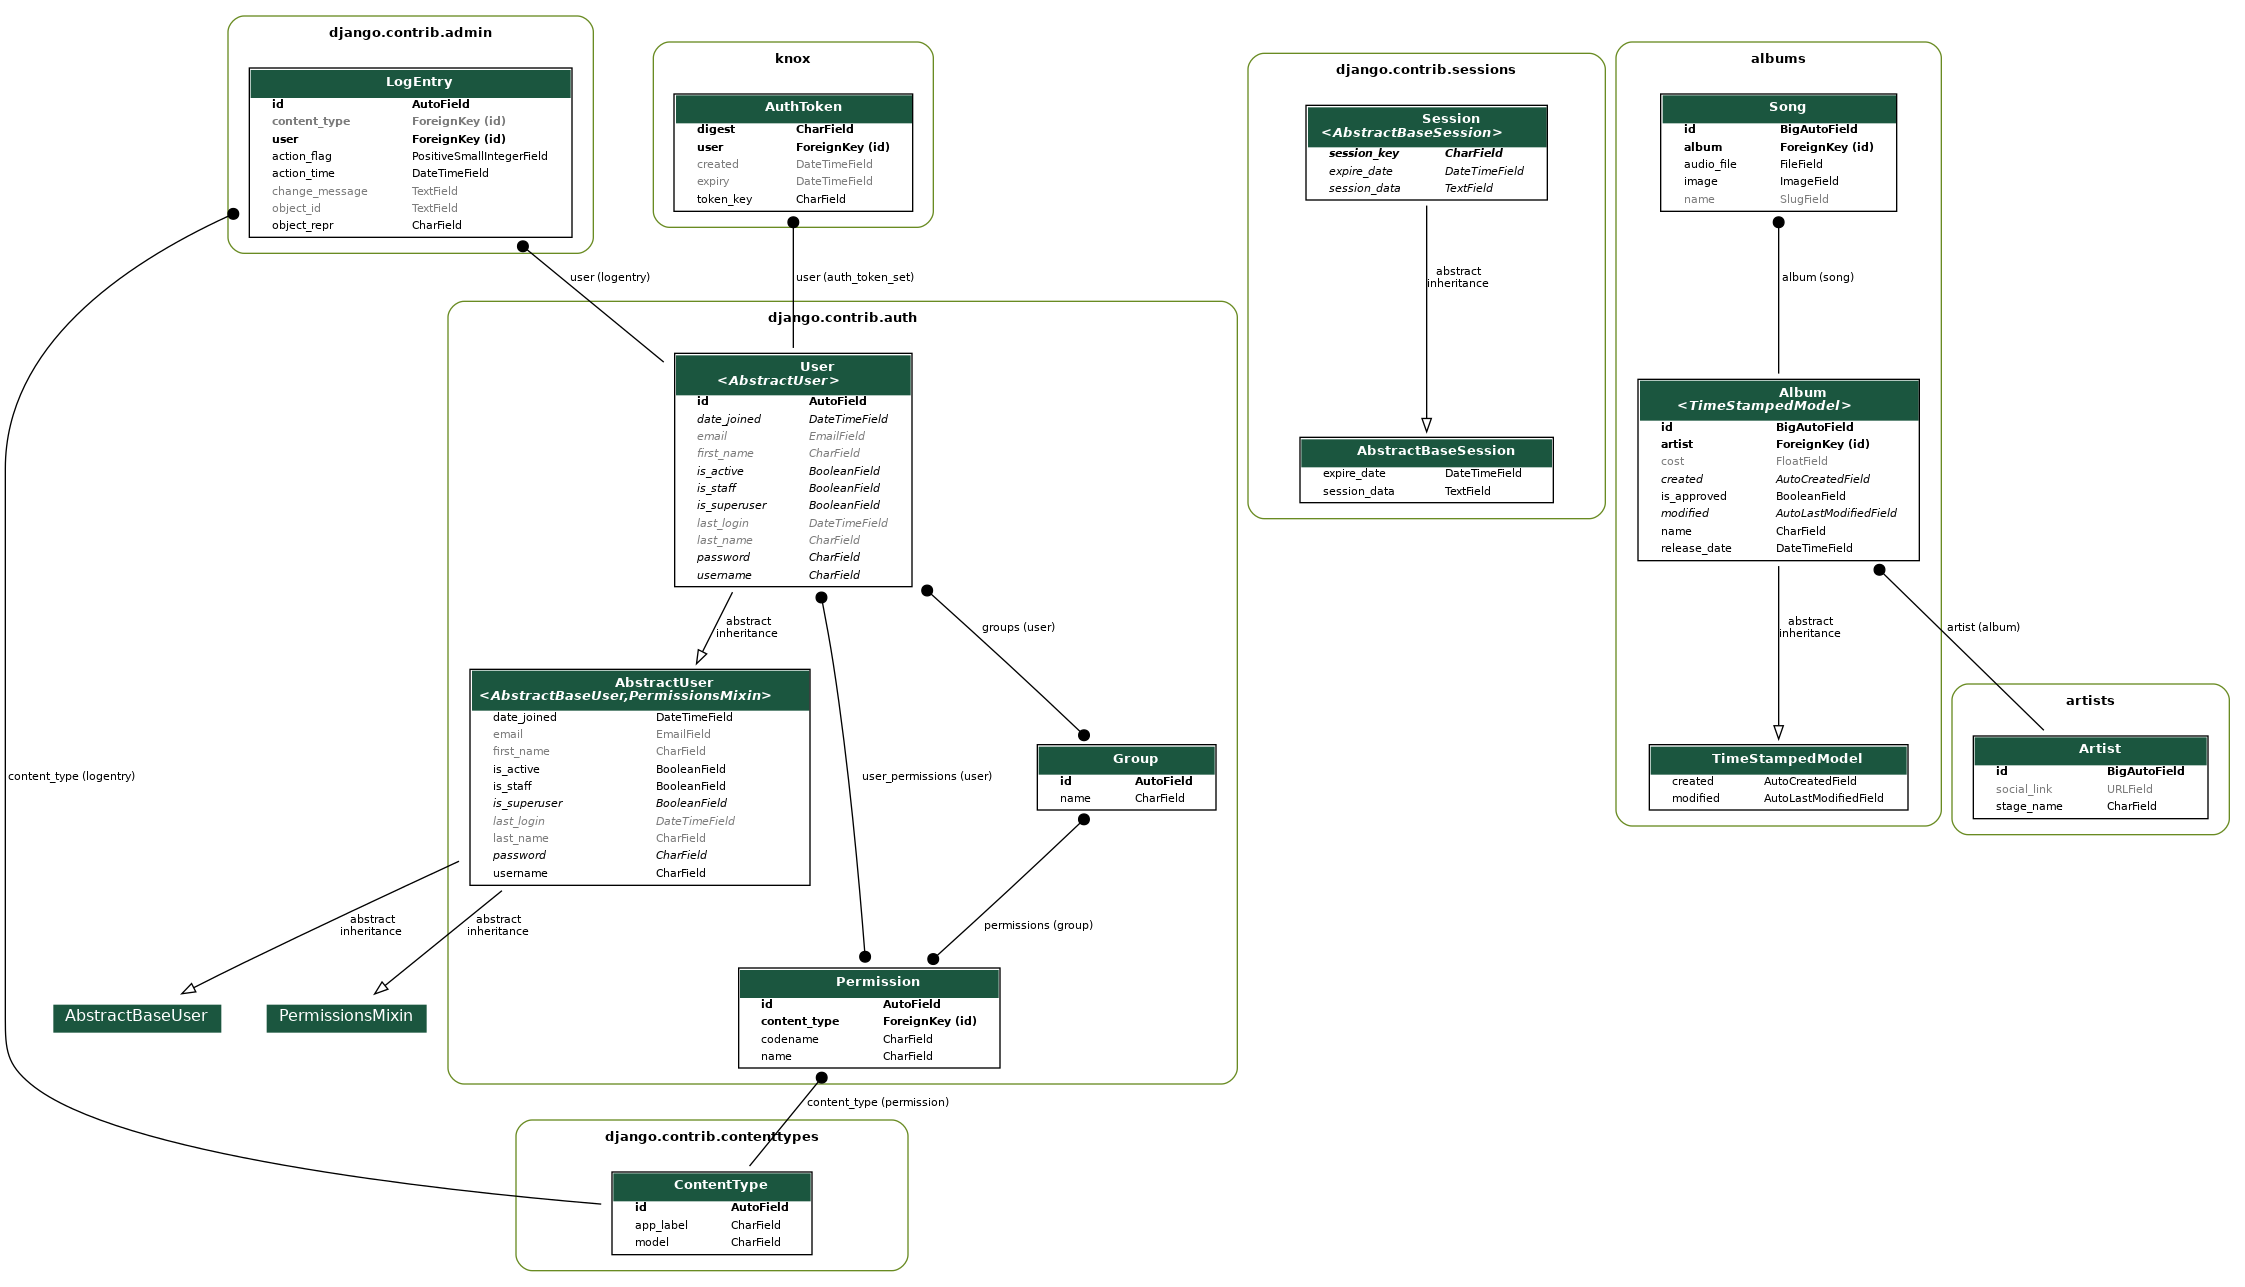 django.contrib.admin
LogEntry
id AutoField
content_type ForeignKey (id)
user ForeignKey (id)
action_flag PositiveSmallIntegerField
action_time DateTimeField
change_message TextField
object_id TextField
object_repr CharField
knox
AuthToken
digest CharField
user ForeignKey (id)
created DateTimeField
expiry DateTimeField
token_key CharField
django.contrib.sessions
Session
<AbstractBaseSession>
session_key CharField
expire_date DateTimeField
session_data TextField
albums
Song
id BigAutoField
album ForeignKey (id)
audio_file FileField
image ImageField
name SlugField
user (logentry)
user (auth_token_set)
abstract
inheritance
album (song)
django.contrib.auth
User
<AbstractUser>
id AutoField
date_joined DateTimeField
email EmailField
first_name CharField
is_active BooleanField
is_staff BooleanField
is_superuser BooleanField
last_login DateTimeField
last_name CharField
password CharField
username CharField
AbstractBaseSession
expire_date DateTimeField
session_data TextField
Album
<TimeStampedModel>
id BigAutoField
artist ForeignKey (id)
cost FloatField
created AutoCreatedField
is_approved BooleanField
modified AutoLastModifiedField
name CharField
release_date DateTimeField
abstract
inheritance
groups (user)
abstract
inheritance
artist (album)
AbstractUser
<AbstractBaseUser,PermissionsMixin>
date_joined DateTimeField
email EmailField
first_name CharField
is_active BooleanField
is_staff BooleanField
is_superuser BooleanField
last_login DateTimeField
last_name CharField
password CharField
username CharField
content_type (logentry)
user_permissions (user)
Group
id AutoField
name CharField
TimeStampedModel
created AutoCreatedField
modified AutoLastModifiedField
artists
Artist
id BigAutoField
social_link URLField
stage_name CharField
abstract
inheritance
abstract
inheritance
permissions (group)
AbstractBaseUser
PermissionsMixin
Permission
id AutoField
content_type ForeignKey (id)
codename CharField
name CharField
content_type (permission)
django.contrib.contenttypes
ContentType
id AutoField
app_label CharField
model CharField